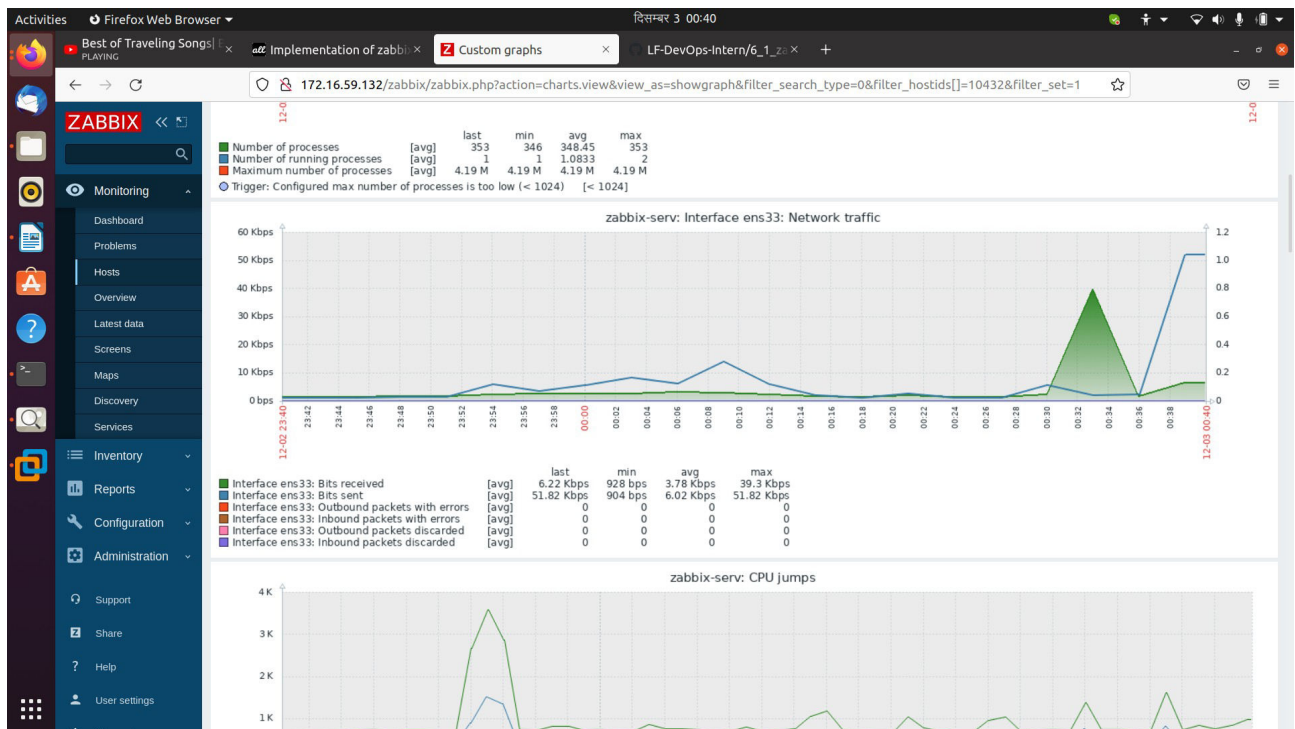 Activities Firefox Web Browser दिसम्बर 3 00:40
Best of Traveling Songs|
PLAYING
Implementation of zabbi
Custom graphs
LF-DevOps-Intern/6_1_za
172.16.59.132/zabbix/zabbix.php?action=charts.view&view_as=showgraph&filter_search_type=0&filter_hostids[]=10432&filter_set=1
ZABBIX
Monitoring
Dashboard
Problems
Hosts
Overview
Latest data
Screens
Maps
Discovery
Services
Inventory
Reports
Configuration
Administration
Support
Share
Help
User settings
12-0 12-0
last min avg max
Number of processes [avg] 353 346 348.45 353
Number of running processes [avg] 1 1 1.0833 2
Maximum number of processes [avg] 4.19 M 4.19 M 4.19 M 4.19 M
Trigger: Configured max number of processes is too low (< 1024) [< 1024]
zabbix-serv: Interface ens33: Network traffic
60 Kbps 1.2
50 Kbps 1.0
40 Kbps 0.8
30 Kbps 0.6
20 Kbps 0.4
10 Kbps 0.2
0 bps 0
12-02 23:40 23:42 23:44 23:46 23:48 23:50 23:52 23:54 23:56 23:58 00:00 00:02 00:04 00:06 00:08 00:10 00:12 00:14 00:16 00:18 00:20 00:22 00:24 00:26 00:28 00:30 00:32 00:34 00:36 00:38 12-03 00:40
last min avg max
Interface ens33: Bits received [avg] 6.22 Kbps 928 bps 3.78 Kbps 39.3 Kbps
Interface ens33: Bits sent [avg] 51.82 Kbps 904 bps 6.02 Kbps 51.82 Kbps
Interface ens33: Outbound packets with errors [avg] 0 0 0 0
Interface ens33: Inbound packets with errors [avg] 0 0 0 0
Interface ens33: Outbound packets discarded [avg] 0 0 0 0
Interface ens33: Inbound packets discarded [avg] 0 0 0 0
zabbix-serv: CPU jumps
4 K
3 K
2 K
1 K